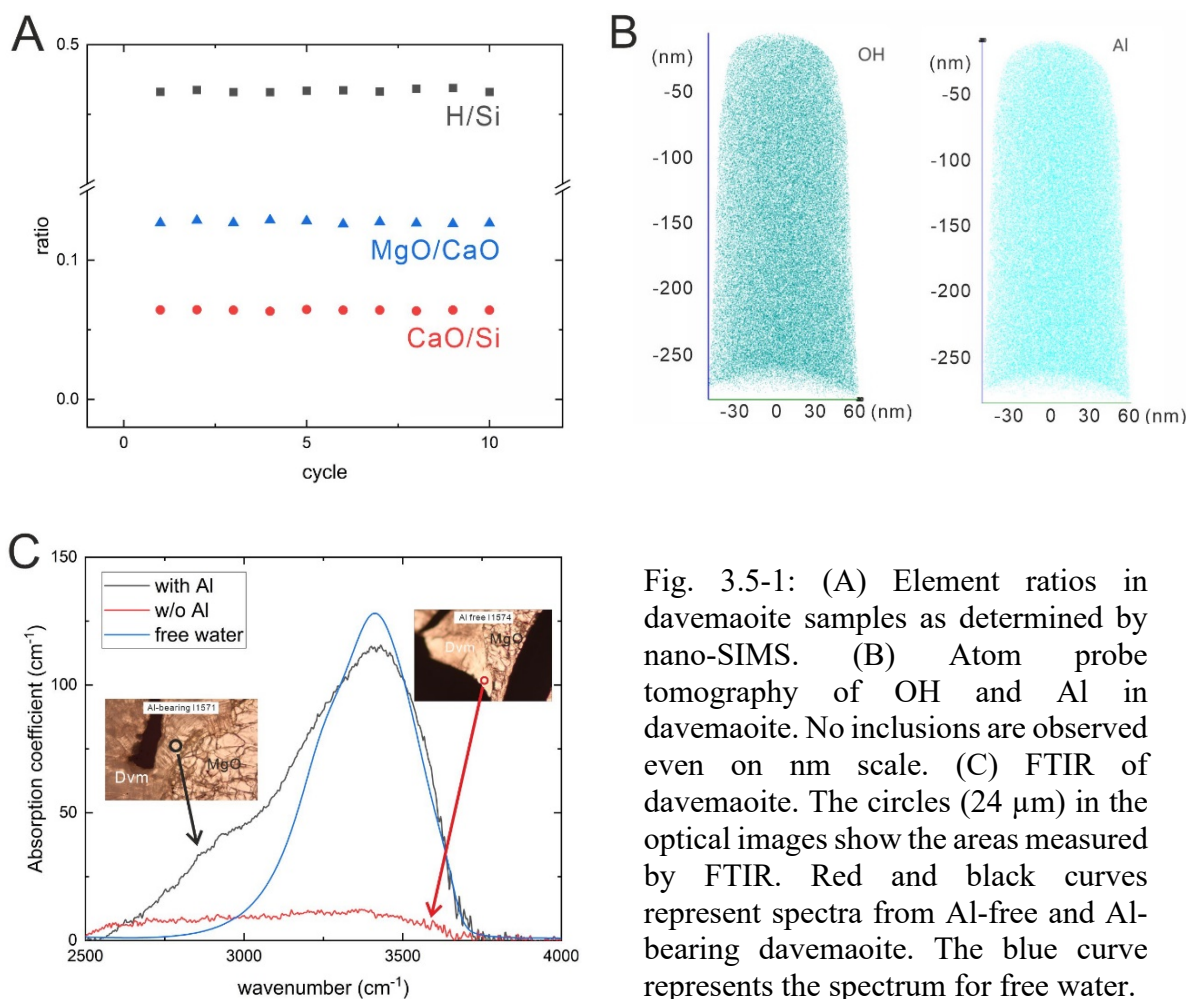 A
0.5
H/Si
MgO/CaO
0.1
CaO/Si
0.0
ratio
0
5
10
cycle
B
(nm)
OH
-50
-100
-150
-200
-250
-30 0 30 60 (nm)
Al
(nm)
-50
-100
-150
-200
-250
-30 0 30 60 (nm)
C
150
100
50
0
Absorption coefficient (cm-1)
with Al
w/o Al
free water
Al-bearing I1571
Dvm
MgO
Al free I1574
Dvm
MgO
2500 3000 3500 4000
wavenumber (cm-1)
Fig. 3.5-1: (A) Element ratios in
davemaoite samples as determined by
nano-SIMS. (B) Atom probe
tomography of OH and Al in
davemaoite. No inclusions are observed
even on nm scale. (C) FTIR of
davemaoite. The circles (24 µm) in the
optical images show the areas measured
by FTIR. Red and black curves
represent spectra from Al-free and Al-
bearing davemaoite. The blue curve
represents the spectrum for free water.